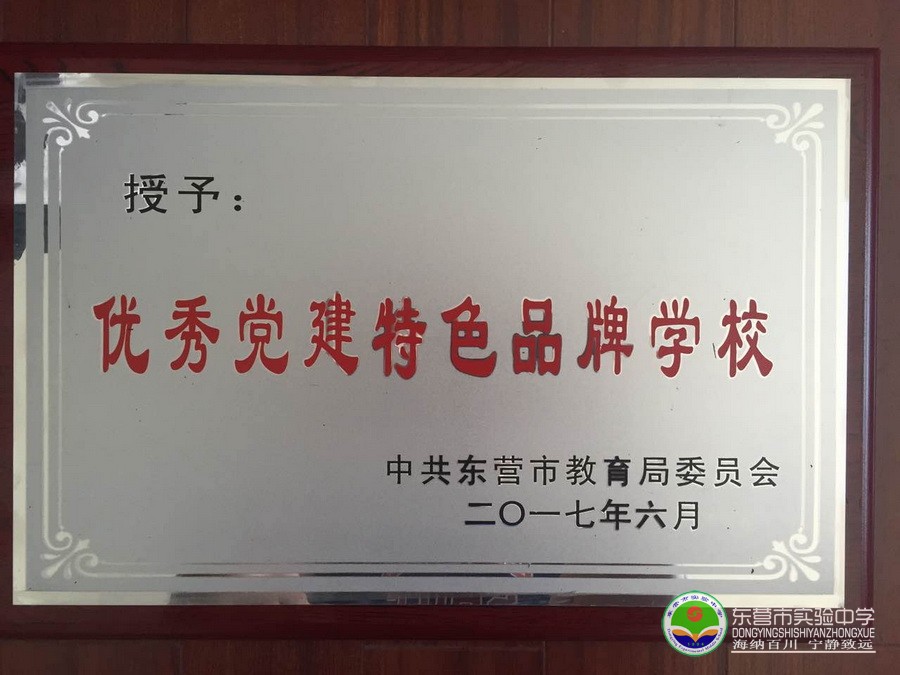 授予：
优秀党建特色品牌学校
中共东营市教育局委员会
二〇一七年六月
东营市实验中学
DONGYINGSHISHIYANZHONGXUE
海纳百川 宁静致远